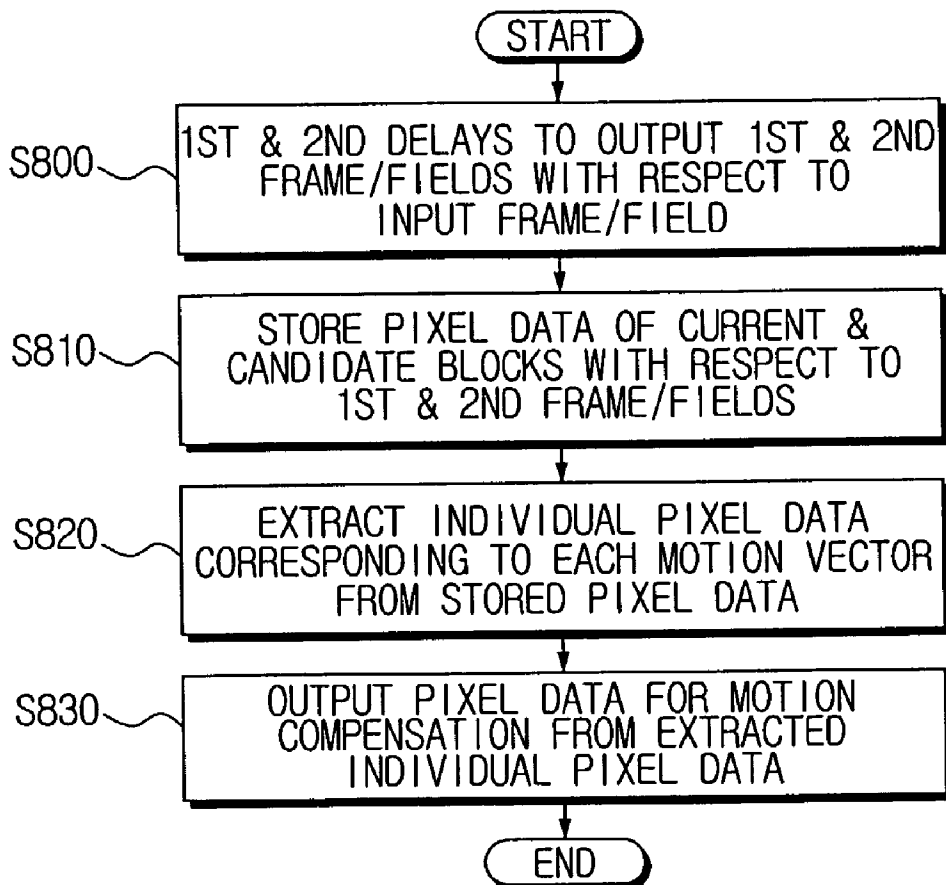 START
S800
1ST & 2ND DELAYS TO OUTPUT 1ST & 2ND
FRAME/FIELDS WITH RESPECT TO
INPUT FRAME/FIELD
S810
STORE PIXEL DATA OF CURRENT &
CANDIDATE BLOCKS WITH RESPECT TO
1ST & 2ND FRAME/FIELDS
S820
EXTRACT INDIVIDUAL PIXEL DATA
CORRESPONDING TO EACH MOTION VECTOR
FROM STORED PIXEL DATA
S830
OUTPUT PIXEL DATA FOR MOTION
COMPENSATION FROM EXTRACTED
INDIVIDUAL PIXEL DATA
END